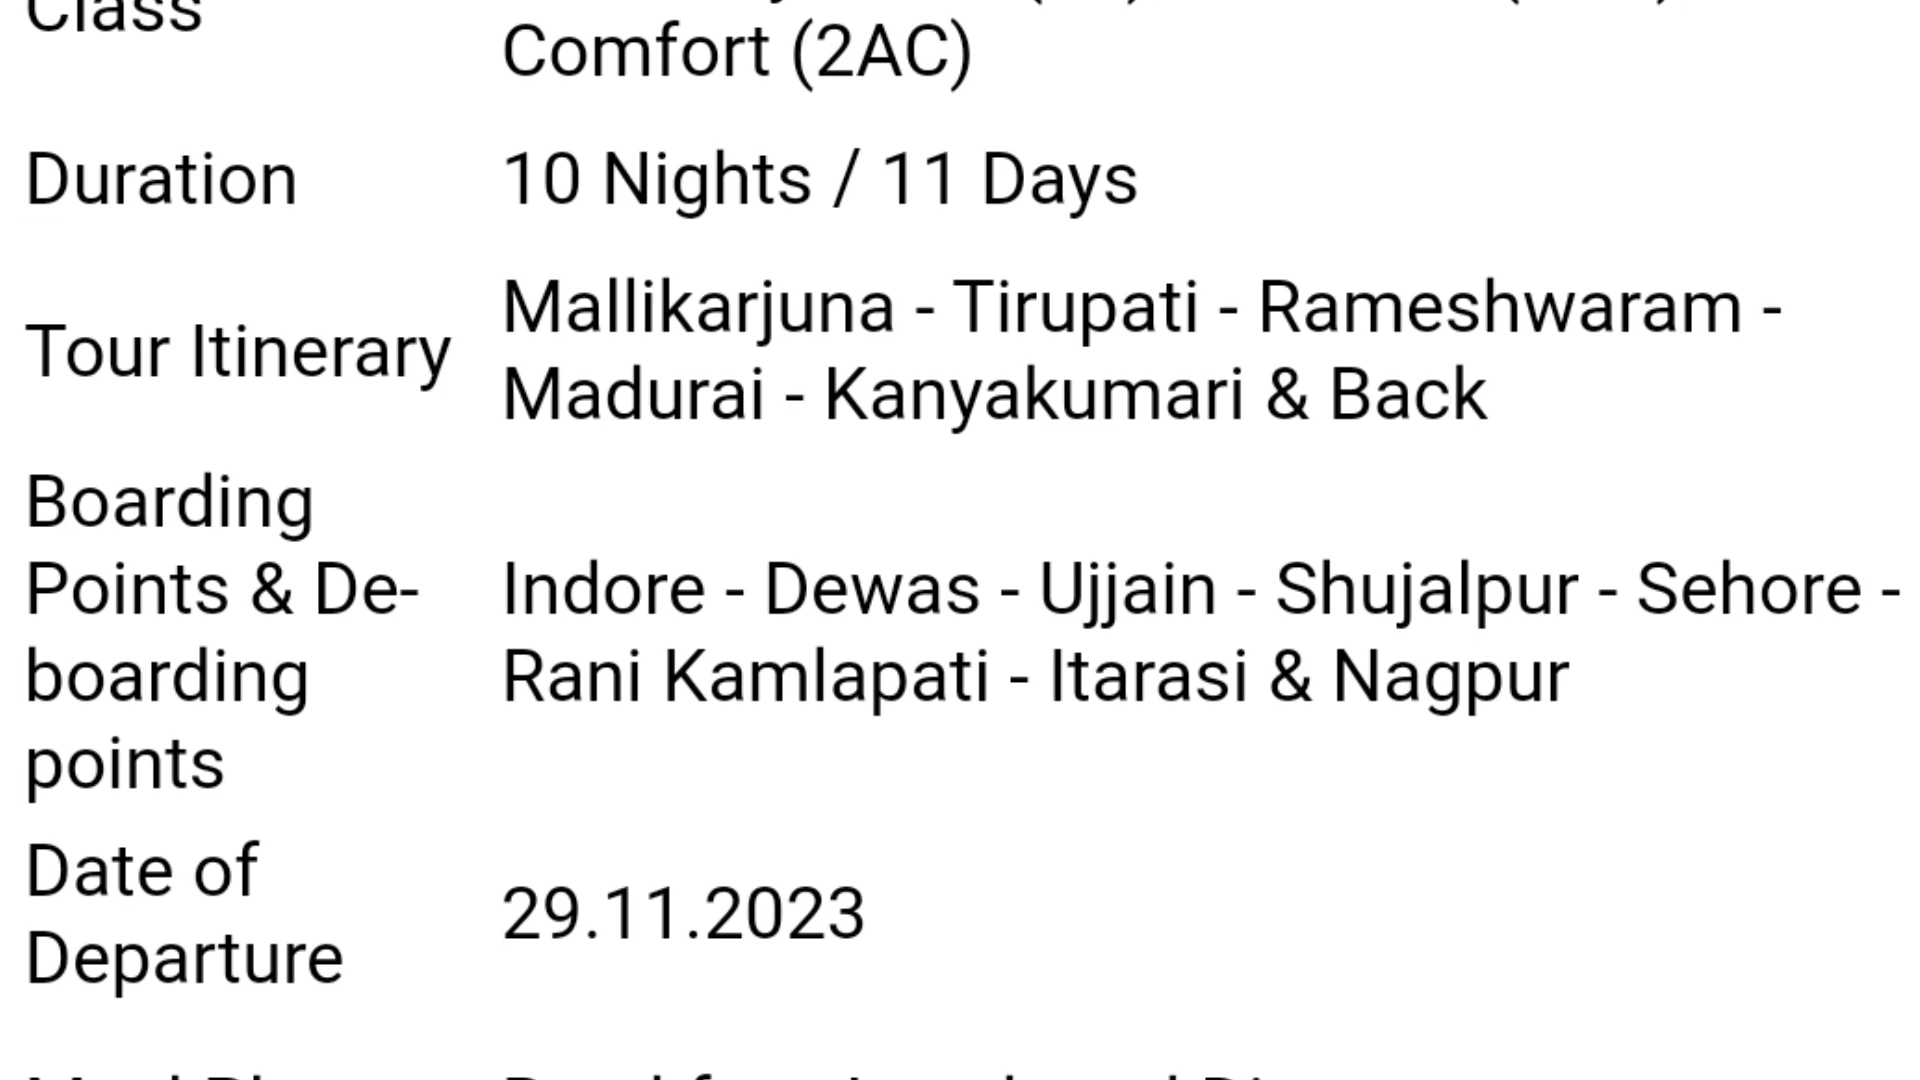 Class
Comfort (2AC)
Duration
10 Nights / 11 Days
Tour Itinerary
Mallikarjuna - Tirupati - Rameshwaram -
Madurai - Kanyakumari & Back
Boarding
Points & De-
boarding
points
Indore - Dewas - Ujjain - Shujalpur - Sehore -
Rani Kamlapati - Itarasi & Nagpur
Date of
Departure
29.11.2023